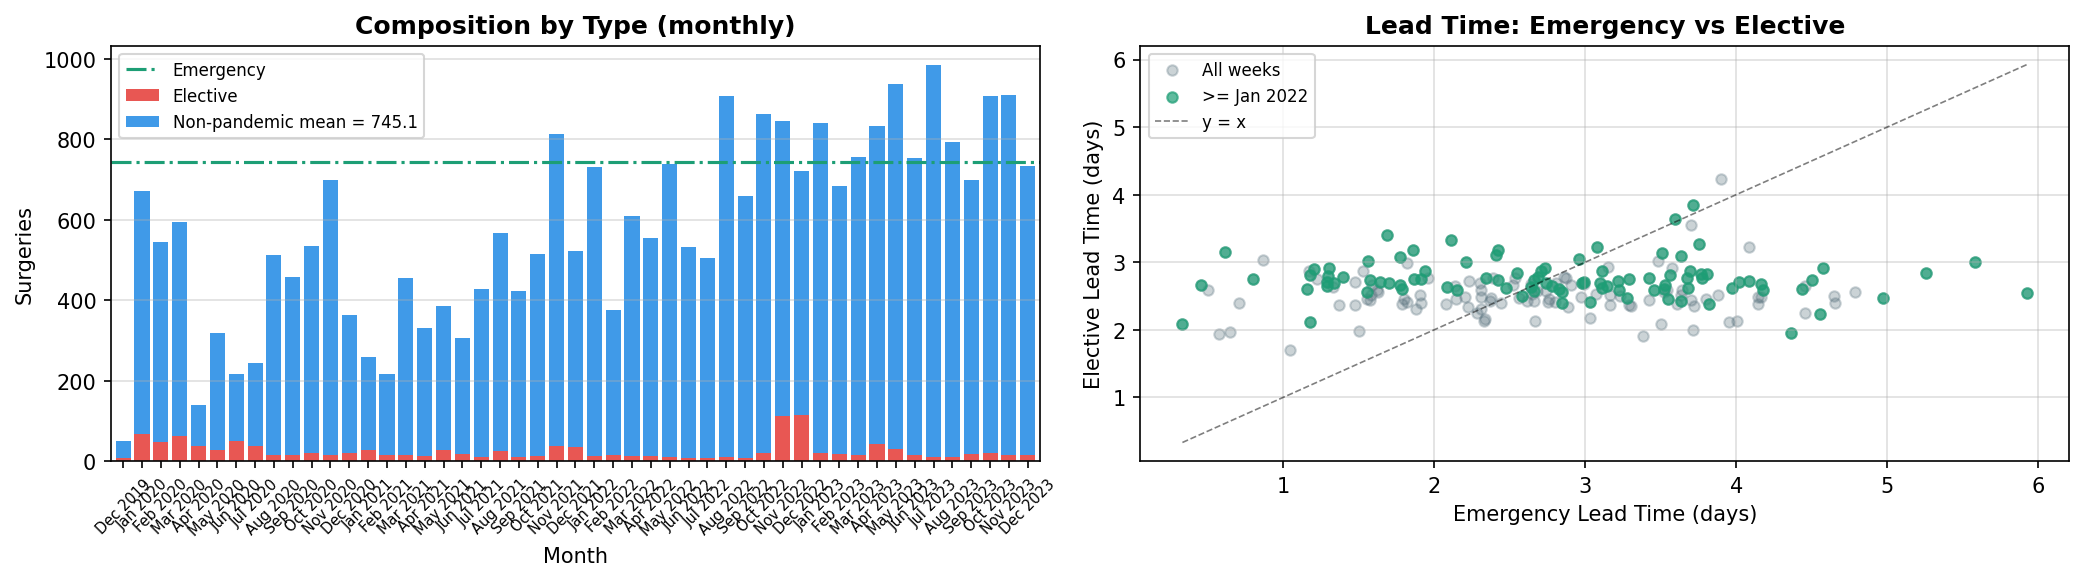 Composition by Type (monthly)
Emergency
Elective
Non-pandemic mean = 745.1
1000
800
600
400
200
0
Surgeries
Dec 2019
Jan 2020
Feb 2020
Mar 2020
Apr 2020
May 2020
Jun 2020
Jul 2020
Aug 2020
Sep 2020
Oct 2020
Nov 2020
Dec 2020
Jan 2021
Feb 2021
Mar 2021
Apr 2021
May 2021
Jun 2021
Jul 2021
Aug 2021
Sep 2021
Oct 2021
Nov 2021
Dec 2021
Jan 2022
Feb 2022
Mar 2022
Apr 2022
May 2022
Jun 2022
Jul 2022
Aug 2022
Sep 2022
Oct 2022
Nov 2022
Dec 2022
Jan 2023
Feb 2023
Mar 2023
Apr 2023
May 2023
Jun 2023
Jul 2023
Aug 2023
Sep 2023
Oct 2023
Nov 2023
Dec 2023
Month
Lead Time: Emergency vs Elective
All weeks
>= Jan 2022
y = x
6
5
4
3
2
1
Elective Lead Time (days)
1
2
3
4
5
6
Emergency Lead Time (days)